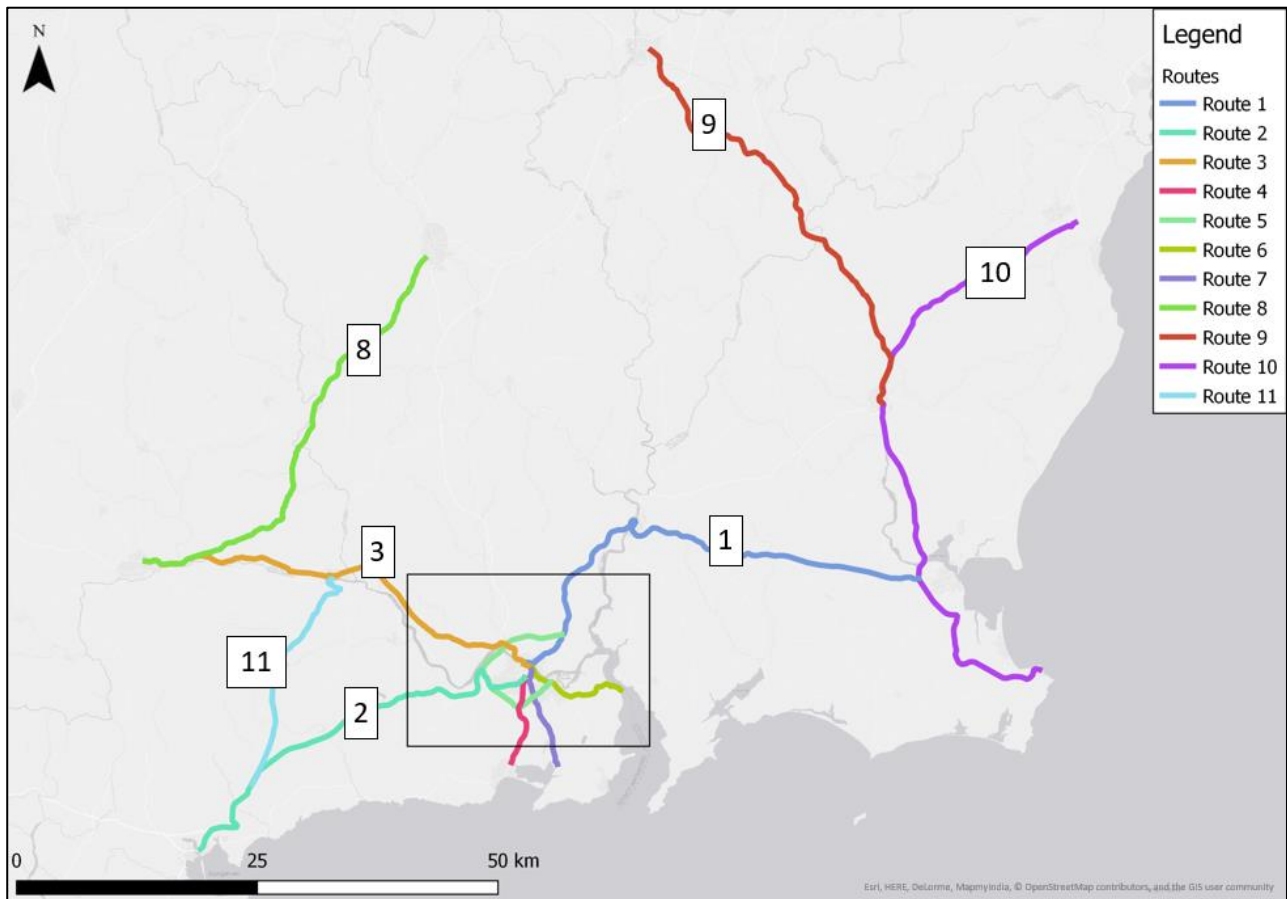 N
9
10
8
3
1
11
2
0
25
50 km
Legend
Routes
Route 1
Route 2
Route 3
Route 4
Route 5
Route 6
Route 7
Route 8
Route 9
Route 10
Route 11
Esri, HERE, DeLorme, MapmyIndia, © OpenStreetMap contributors, and the GIS user community